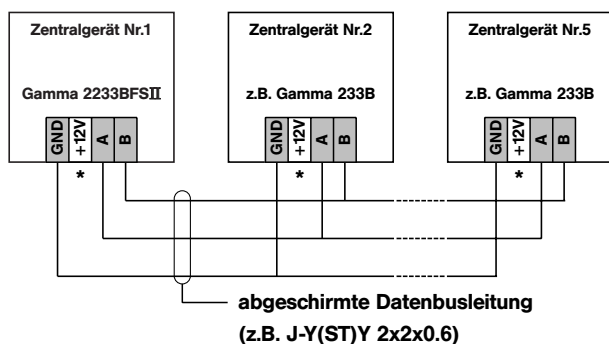 Zentralgerät Nr.1
Zentralgerät Nr.2
Zentralgerät Nr.5
Gamma 2233BFSII
z.B. Gamma 233B
z.B. Gamma 233B
GND +12V A B
GND +12V A B
GND +12V A B
*
*
*
abgeschirmte Datenbusleitung
(z.B. J-Y(ST)Y 2x2x0.6)